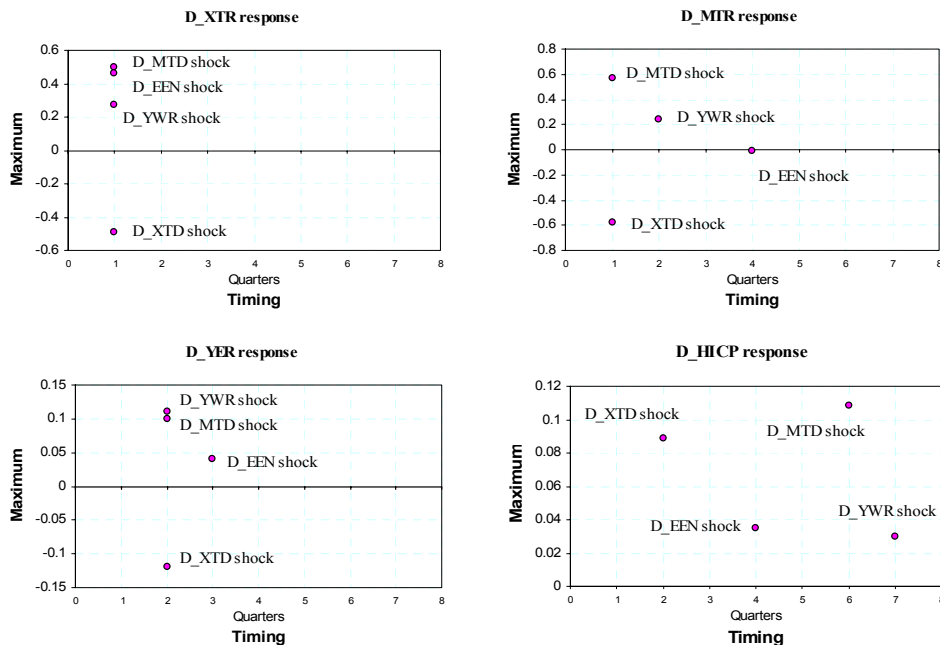 D_XTR response
0.6
0.4
0.2
0
-0.2
-0.4
-0.6
Maximum
D_MTD shock
D_EEN shock
D_YWR shock
D_XTD shock
0 1 2 3 4 5 6 7 8
Quarters
Timing
D_MTR response
0.8
0.6
0.4
0.2
0
-0.2
-0.4
-0.6
-0.8
Maximum
D_MTD shock
D_YWR shock
D_EEN shock
D_XTD shock
0 1 2 3 4 5 6 7 8
Quarters
Timing
D_YER response
0.15
0.1
0.05
0
-0.05
-0.1
-0.15
Maximum
D_YWR shock
D_MTD shock
D_EEN shock
D_XTD shock
0 1 2 3 4 5 6 7 8
Quarters
Timing
D_HICP response
0.12
0.1
0.08
0.06
0.04
0.02
0
Maximum
D_XTD shock
D_MTD shock
D_EEN shock
D_YWR shock
0 1 2 3 4 5 6 7 8
Quarters
Timing